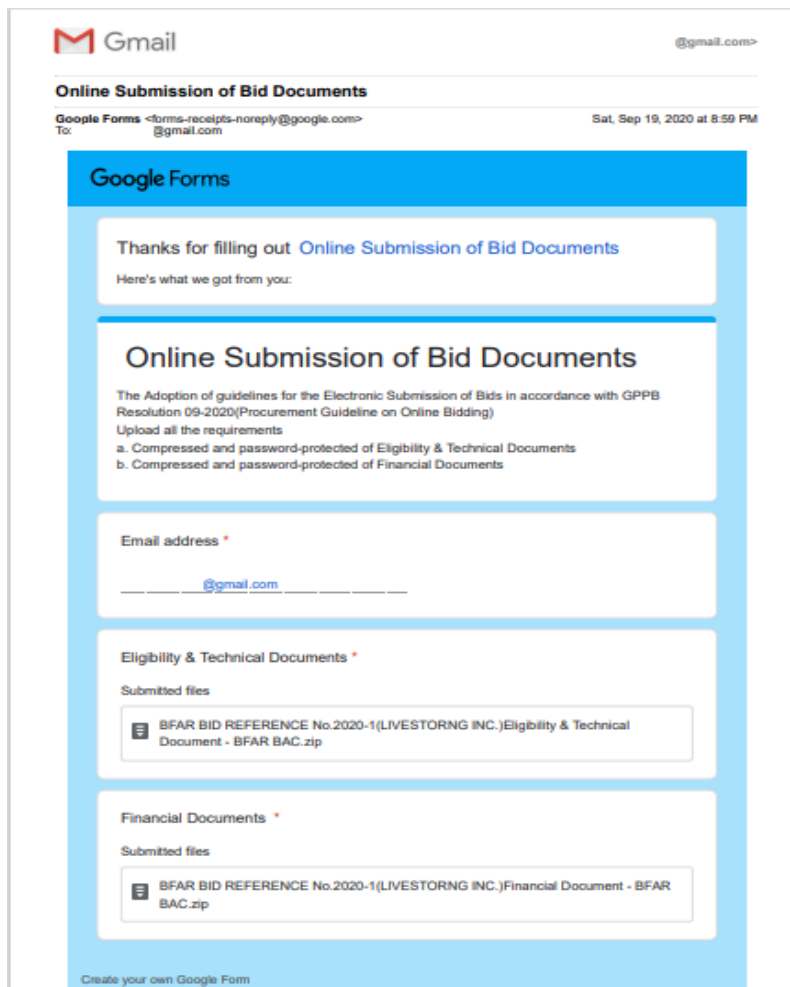 Gmail
@gmail.com>
Online Submission of Bid Documents
Google Forms <forms-receipts-noreply@google.com>
Sat, Sep 19, 2020 at 8:59 PM
To: @gmail.com
Google Forms
Thanks for filling out Online Submission of Bid Documents
Here's what we got from you:
Online Submission of Bid Documents
The Adoption of guidelines for the Electronic Submission of Bids in accordance with GPPB
Resolution 09-2020(Procurement Guideline on Online Bidding)
Upload all the requirements
a. Compressed and password-protected of Eligibility & Technical Documents
b. Compressed and password-protected of Financial Documents
Email address *
__________@gmail.com__________
Eligibility & Technical Documents *
Submitted files
BFAR BID REFERENCE No.2020-1(LIVESTORNG INC.)Eligibility & Technical
Document - BFAR BAC.zip
Financial Documents *
Submitted files
BFAR BID REFERENCE No.2020-1(LIVESTORNG INC.)Financial Document - BFAR
BAC.zip
Create your own Google Form